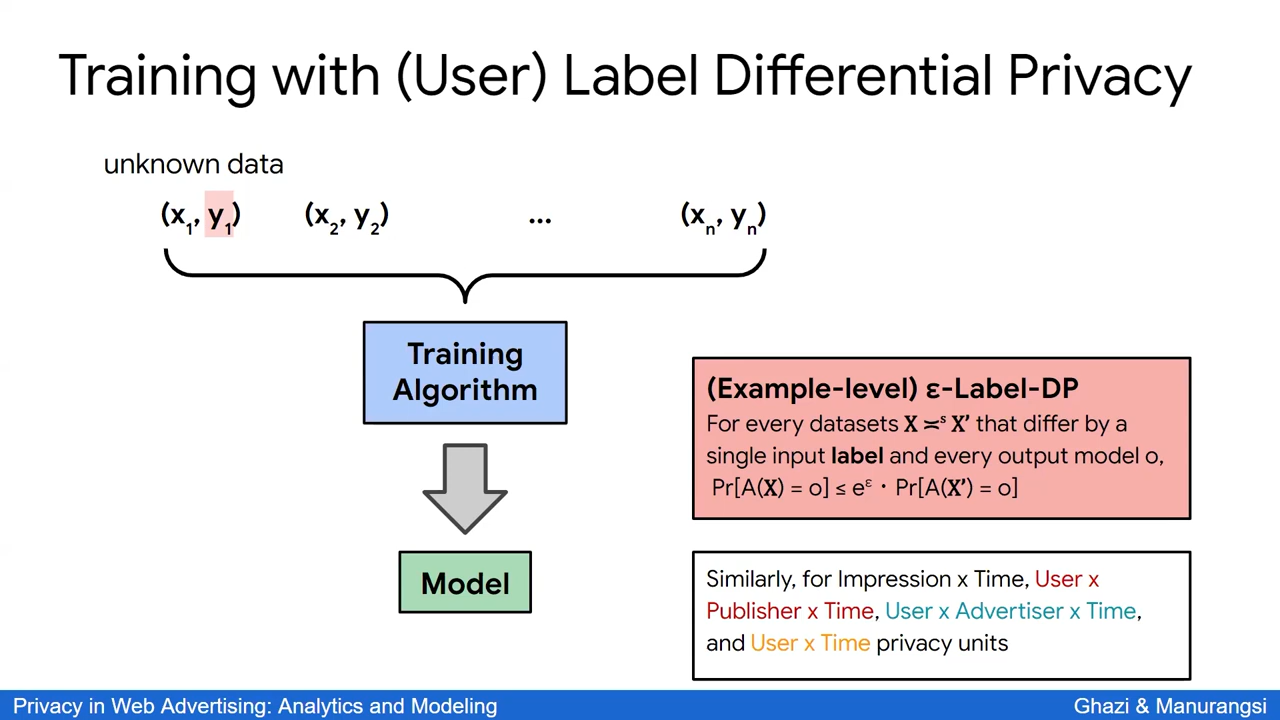 Training with (User) Label Differential Privacy
unknown data
(x1, y1) (x2, y2) ... (xn, yn)
Training
Algorithm
Model
(Example-level) ε-Label-DP
For every datasets X ≍ˢ X’ that differ by a
single input label and every output model o,
Pr[A(X) = o] ≤ eᵋ · Pr[A(X’) = o]
Similarly, for Impression x Time, User x
Publisher x Time, User x Advertiser x Time,
and User x Time privacy units
Privacy in Web Advertising: Analytics and Modeling
Ghazi & Manurangsi